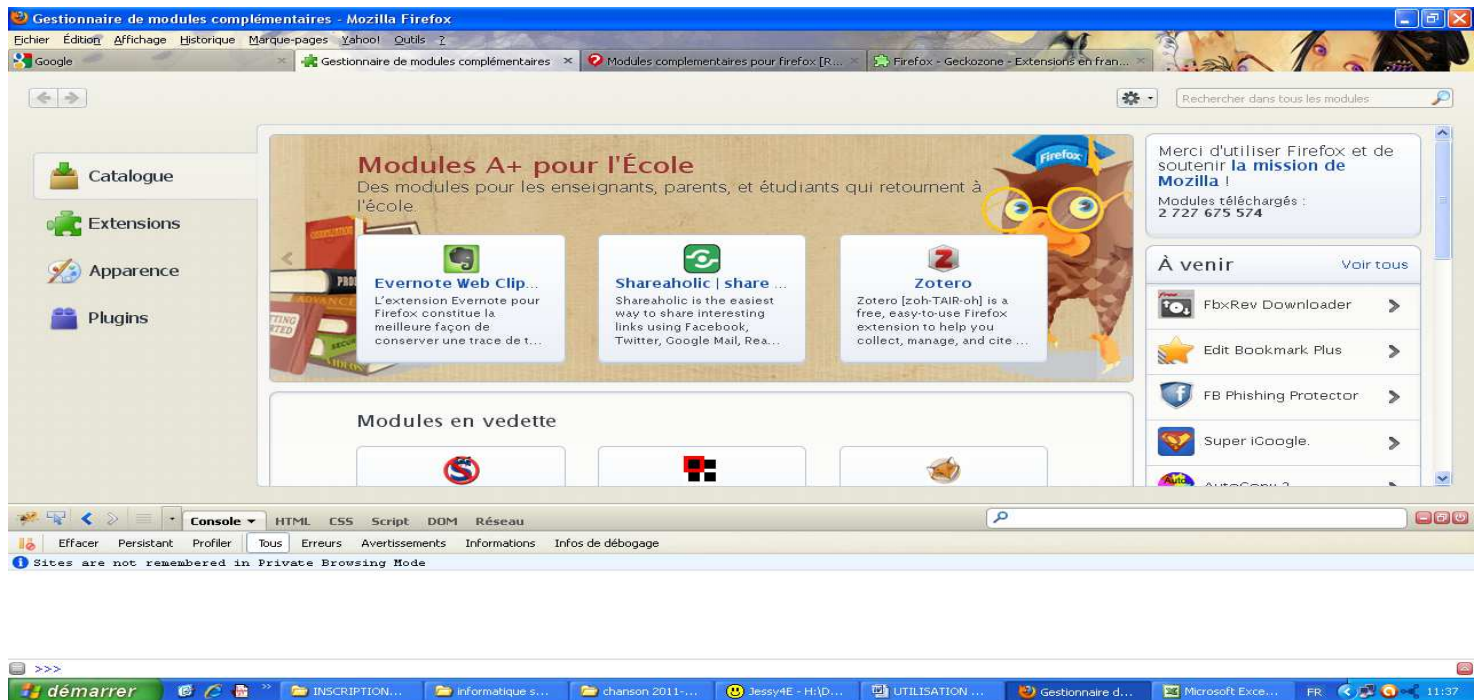 Gestionnaire de modules complémentaires - Mozilla Firefox
Fichier Édition Affichage Historique Marque-pages Yahoo! Outils ?
Google
Gestionnaire de modules complémentaires
Modules complementaires pour firefox [R...
Firefox - Geckozone - Extensions en fran...
Rechercher dans tous les modules
Catalogue
Extensions
Apparence
Plugins
Modules A+ pour l'École
Des modules pour les enseignants, parents, et étudiants qui retournent à
l'école.
Firefox
Evernote Web Clip...
L'extension Evernote pour
Firefox constitue la
meilleure façon de
conserver une trace de t...
Shareaholic | share ...
Shareaholic is the easiest
way to share interesting
links using Facebook,
Twitter, Google Mail, Rea...
Zotero
Zotero [zoh-TAIR-oh] is a
free, easy-to-use Firefox
extension to help you
collect, manage, and cite ...
Modules en vedette
Merci d'utiliser Firefox et de
soutenir la mission de
Mozilla !
Modules téléchargés :
2 727 675 574
À venir Voir tous
FbxRev Downloader
Edit Bookmark Plus
FB Phishing Protector
Super iGoogle.
Console HTML CSS Script DOM Réseau
Effacer Persistant Profiler Tous Erreurs Avertissements Informations Infos de débogage
Sites are not remembered in Private Browsing Mode
>>>
démarrer INSCRIPTION... informatique s... chanson 2011-... Jessy4E - H:\D... UTILISATION ... Gestionnaire d... Microsoft Exce... FR 11:37